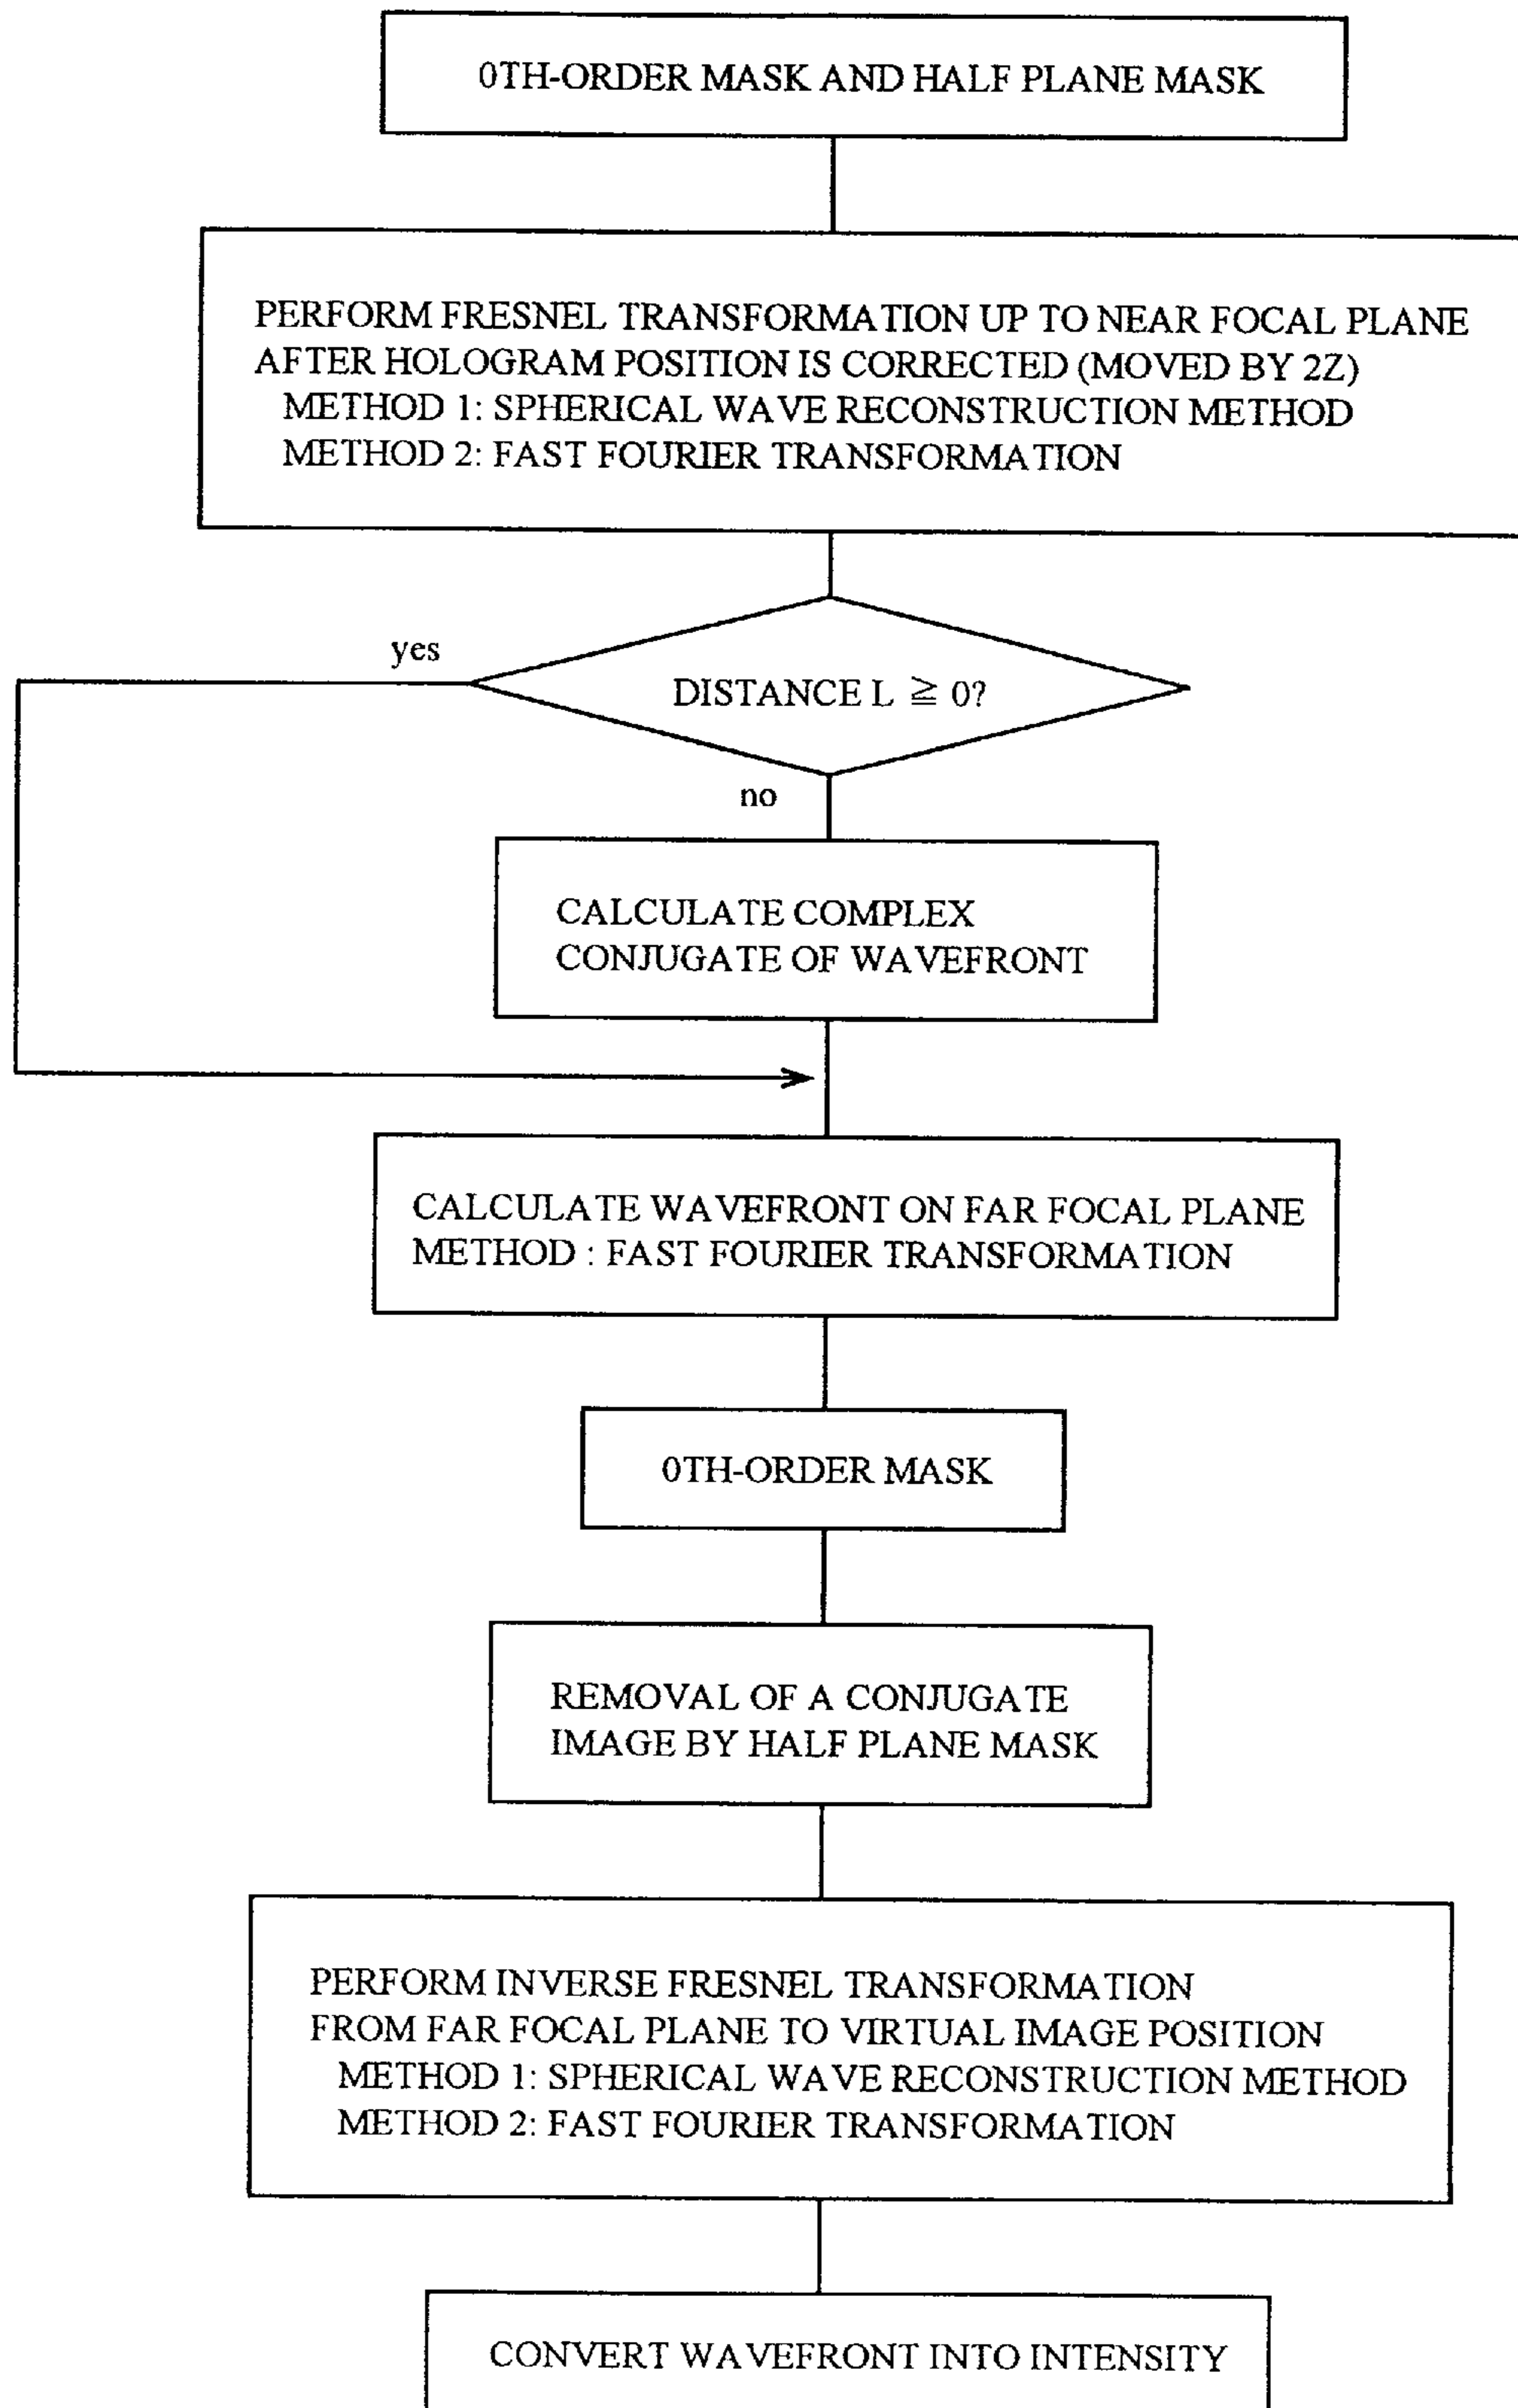 0TH-ORDER MASK AND HALF PLANE MASK
PERFORM FRESNEL TRANSFORMATION UP TO NEAR FOCAL PLANE
AFTER HOLOGRAM POSITION IS CORRECTED (MOVED BY 2Z)
METHOD 1: SPHERICAL WAVE RECONSTRUCTION METHOD
METHOD 2: FAST FOURIER TRANSFORMATION
yes
DISTANCE L ≧ 0?
no
CALCULATE COMPLEX
CONJUGATE OF WAVEFRONT
CALCULATE WAVEFRONT ON FAR FOCAL PLANE
METHOD : FAST FOURIER TRANSFORMATION
0TH-ORDER MASK
REMOVAL OF A CONJUGATE
IMAGE BY HALF PLANE MASK
PERFORM INVERSE FRESNEL TRANSFORMATION
FROM FAR FOCAL PLANE TO VIRTUAL IMAGE POSITION
METHOD 1: SPHERICAL WAVE RECONSTRUCTION METHOD
METHOD 2: FAST FOURIER TRANSFORMATION
CONVERT WAVEFRONT INTO INTENSITY